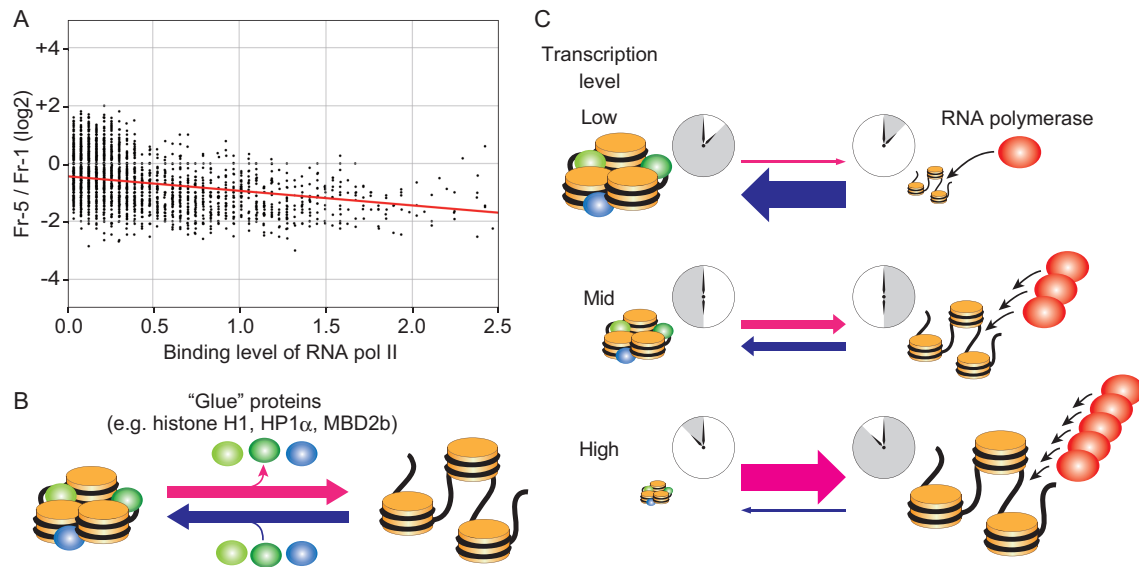 A
Fr-5 / Fr-1 (log2)
+4
+2
0
-2
-4
0.0 0.5 1.0 1.5 2.0 2.5
Binding level of RNA pol II
B
“Glue” proteins
(e.g. histone H1, HP1α, MBD2b)
C
Transcription
level
Low
RNA polymerase
Mid
High